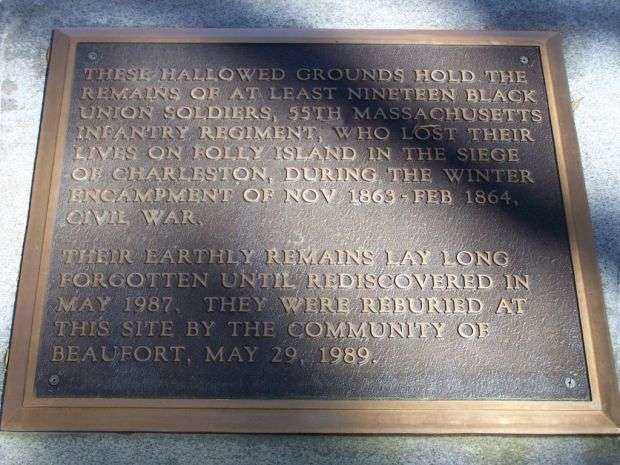 THESE HALLOWED GROUNDS HOLD THE
REMAINS OF AT LEAST NINETEEN BLACK
UNION SOLDIERS, 55TH MASSACHUSETTS
INFANTRY REGIMENT, WHO LOST THEIR
LIVES ON FOLLY ISLAND IN THE SIEGE
OF CHARLESTON, DURING THE WINTER
ENCAMPMENT OF NOV 1863-FEB 1864,
CIVIL WAR.
THEIR EARTHLY REMAINS LAY LONG
FORGOTTEN UNTIL REDISCOVERED IN
MAY 1987. THEY WERE REBURIED AT
THIS SITE BY THE COMMUNITY OF
BEAUFORT, MAY 29, 1989.